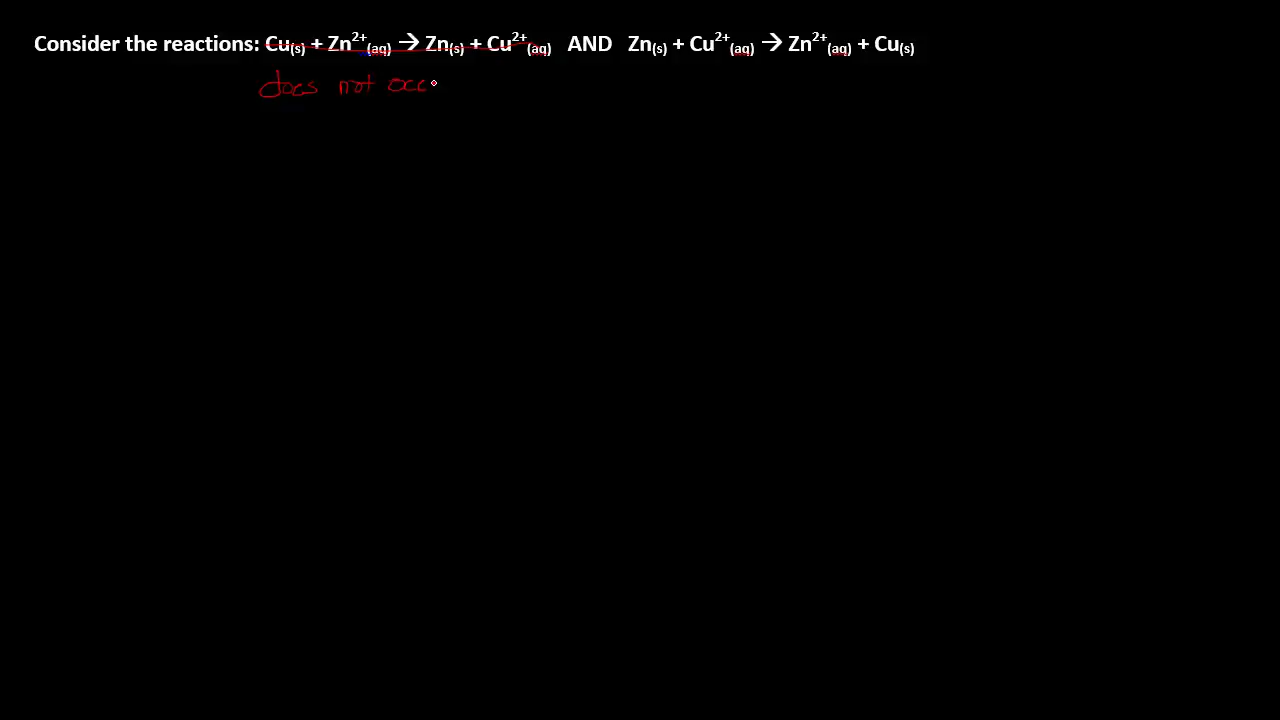 Consider the reactions: Cu(s) + Zn2+(aq) → Zn(s) + Cu2+(aq) AND Zn(s) + Cu2+(aq) → Zn2+(aq) + Cu(s)
does not occ